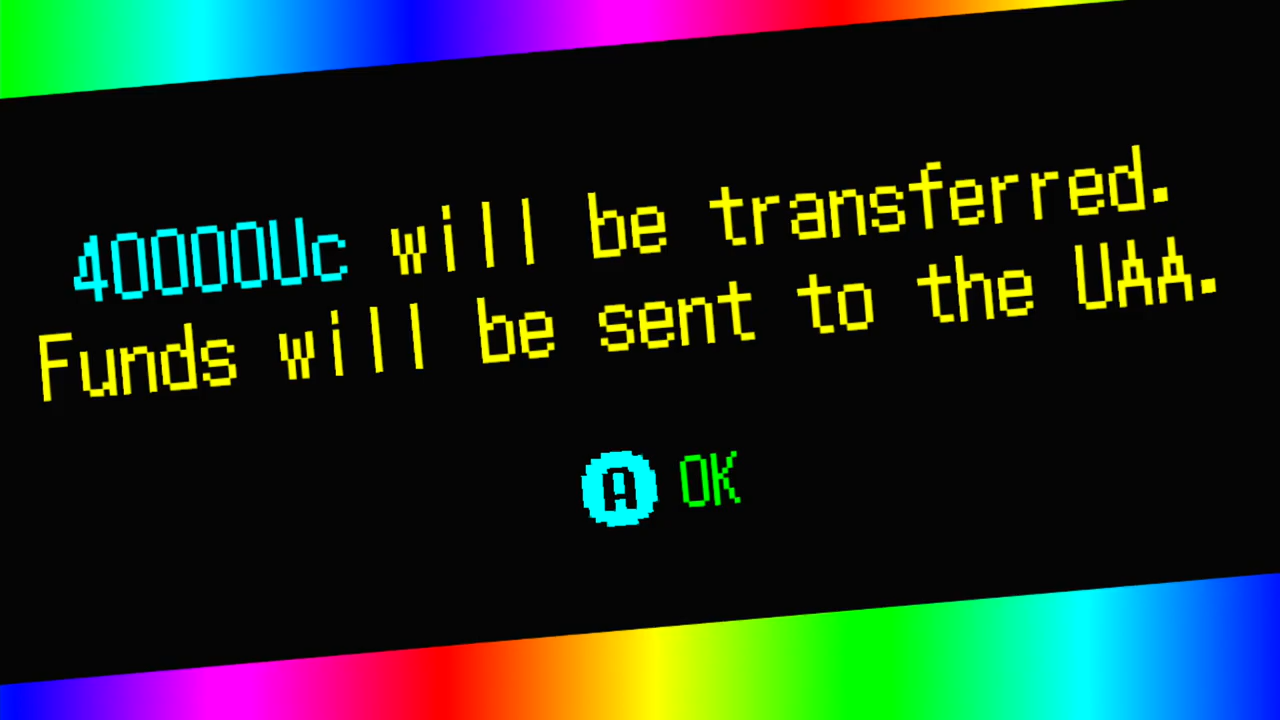 40000Uc will be transferred.
Funds will be sent to the UAA.
A OK